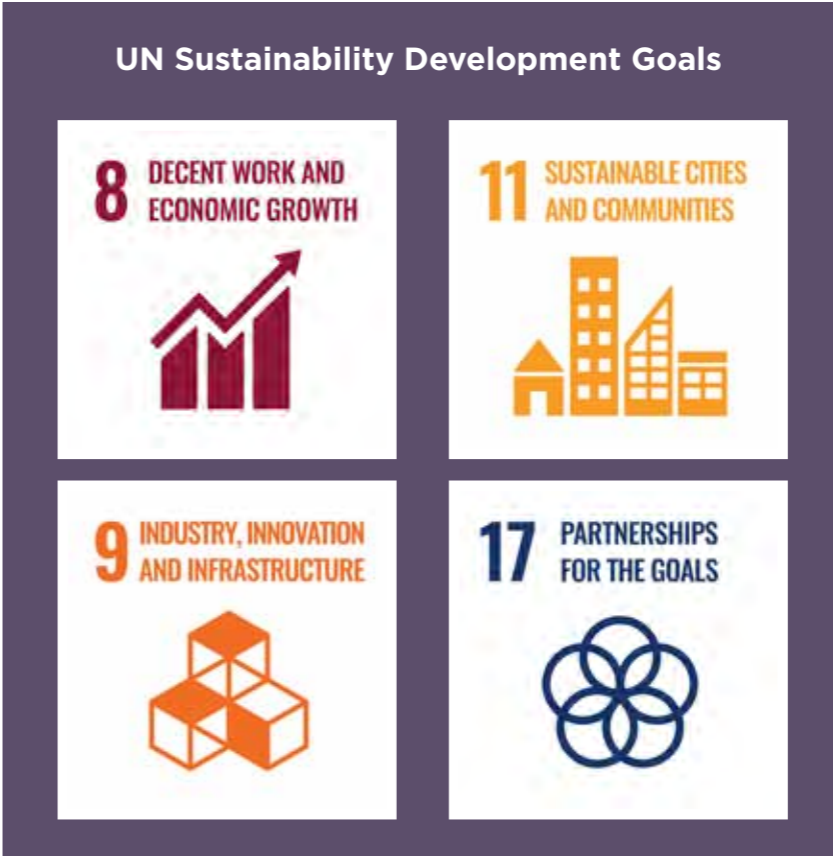 UN Sustainability Development Goals
8 DECENT WORK AND
ECONOMIC GROWTH
11 SUSTAINABLE CITIES
AND COMMUNITIES
9 INDUSTRY, INNOVATION
AND INFRASTRUCTURE
17 PARTNERSHIPS
FOR THE GOALS